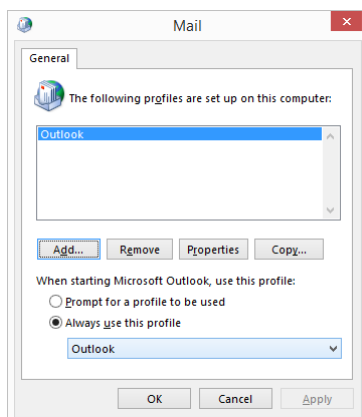 Mail
General
The following profiles are set up on this computer:
Outlook
Add... Remove Properties Copy...
When starting Microsoft Outlook, use this profile:
Prompt for a profile to be used
Always use this profile
Outlook
OK Cancel Apply